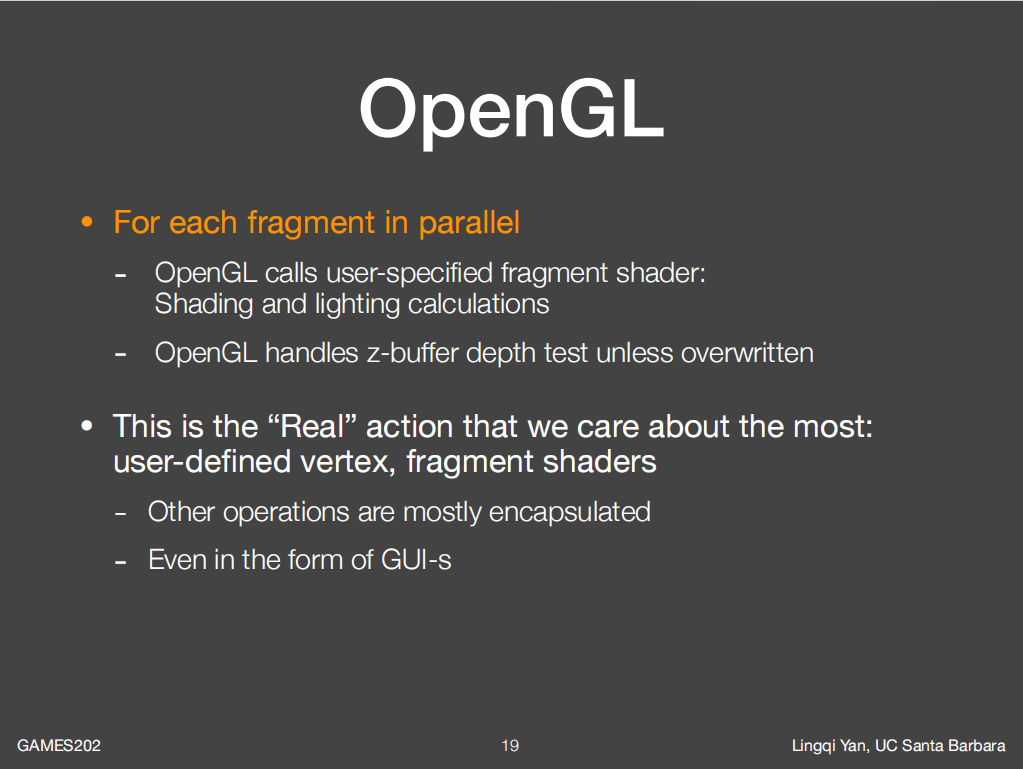 OpenGL
• For each fragment in parallel
- OpenGL calls user-specified fragment shader:
Shading and lighting calculations
- OpenGL handles z-buffer depth test unless overwritten
• This is the “Real” action that we care about the most:
user-defined vertex, fragment shaders
- Other operations are mostly encapsulated
- Even in the form of GUI-s
GAMES202
19
Lingqi Yan, UC Santa Barbara